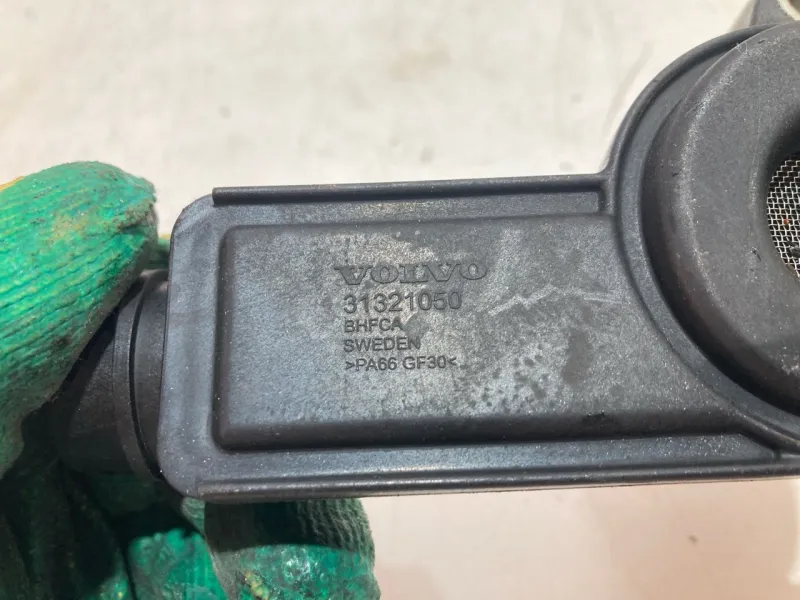 VOLVO
31321050
BHFCA
SWEDEN
>PA66 GF30<